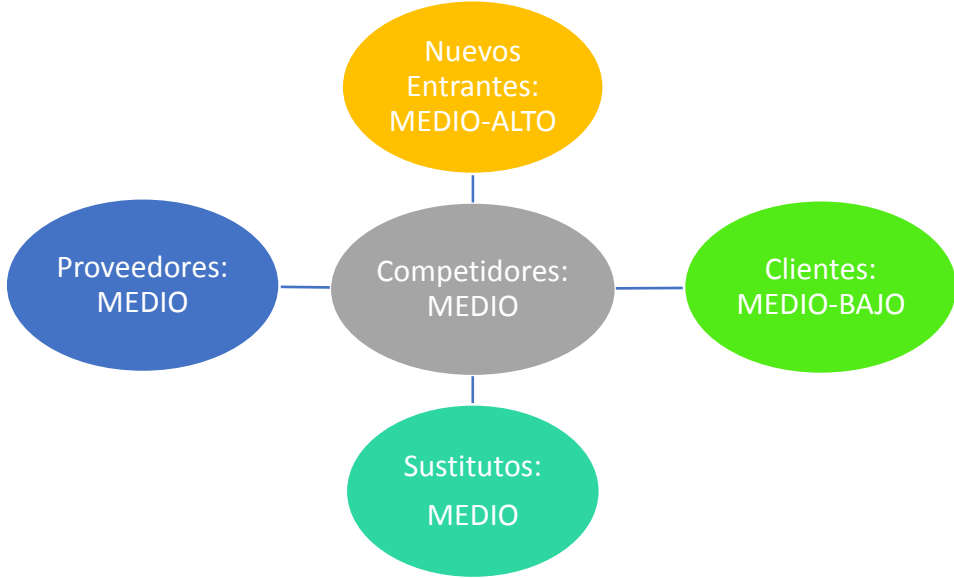 Nuevos
Entrantes:
MEDIO-ALTO
Proveedores:
MEDIO
Competidores:
MEDIO
Clientes:
MEDIO-BAJO
Sustitutos:
MEDIO